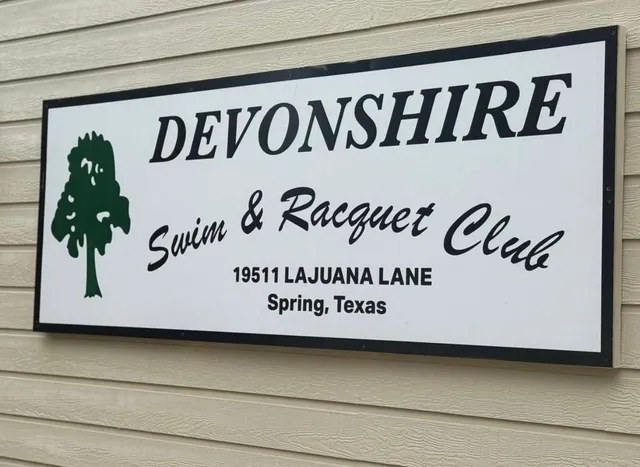 DEVONSHIRE
Swim & Racquet Club
19511 LAJUANA LANE
Spring, Texas